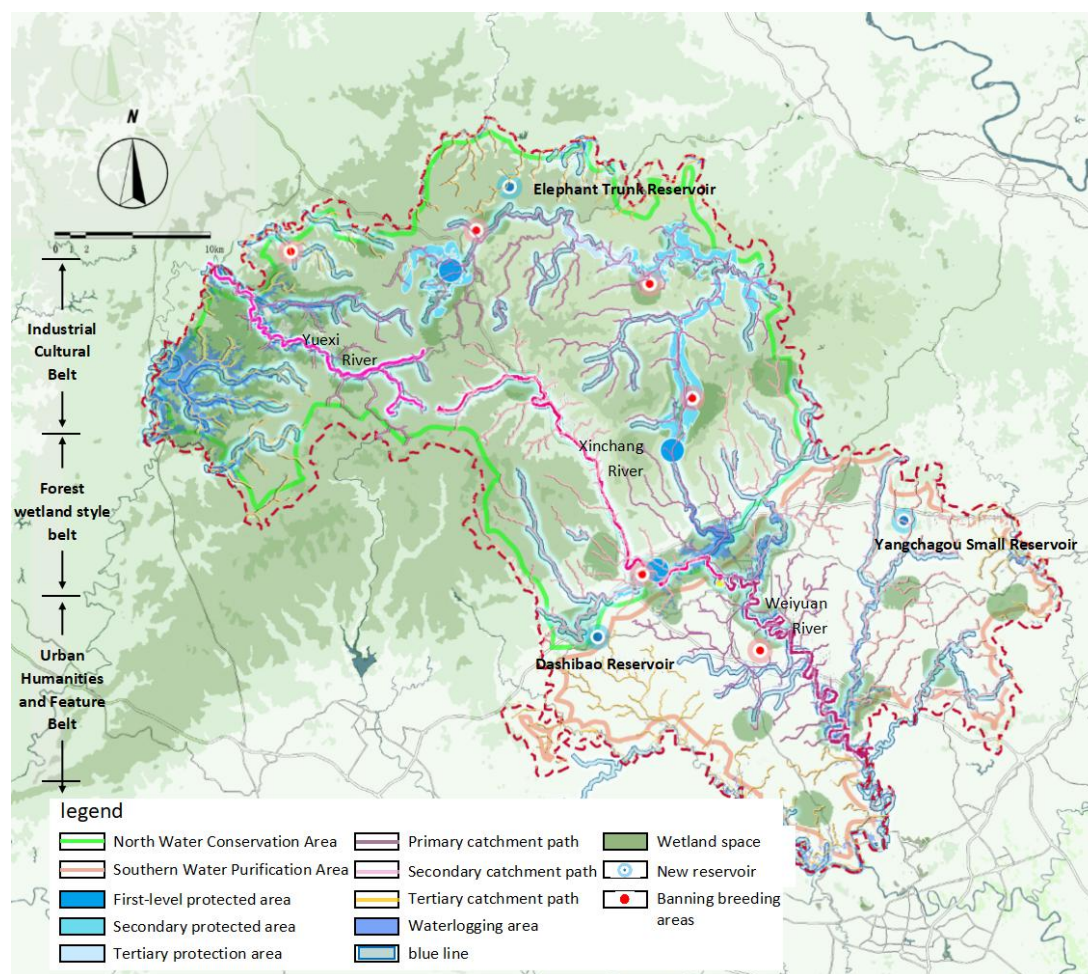 N
Elephant Trunk Reservoir
0 1 2 5 10km
Industrial
Cultural
Belt
Yuexi
River
Xinchang
River
Forest
wetland style
belt
Yangchagou Small Reservoir
Weiyuan
River
Urban
Humanities
and Feature
Belt
Dashibao Reservoir
legend
North Water Conservation Area
Primary catchment path
Wetland space
Southern Water Purification Area
Secondary catchment path
New reservoir
First-level protected area
Tertiary catchment path
Banning breeding
areas
Secondary protected area
Waterlogging area
Tertiary protection area
blue line